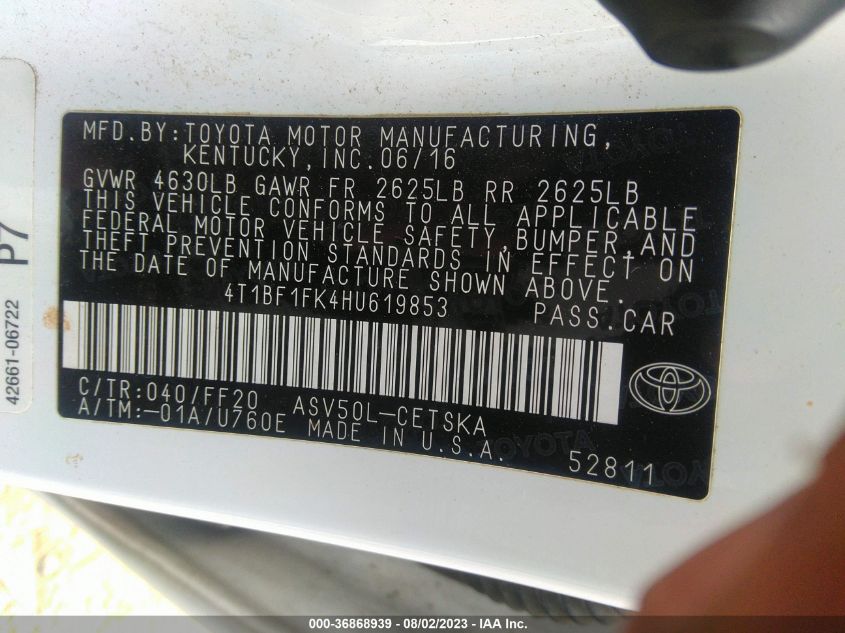 MFD.BY:TOYOTA MOTOR MANUFACTURING,
KENTUCKY,INC.06/16
GVWR 4630LB GAWR FR 2625LB RR 2625LB
THIS VEHICLE CONFORMS TO ALL APPLICABLE
FEDERAL MOTOR VEHICLE SAFETY,BUMPER,AND
THEFT PREVENTION STANDARDS IN EFFECT ON
THE DATE OF MANUFACTURE SHOWN ABOVE.
4T1BF1FK4HU619853 PASS.CAR
C/TR:040/FF20 ASV50L-CETSKA
A/TM:-01A/U760E MADE IN U.S.A. 52811
42661-06722 P7
000-36868939 - 08/02/2023 - IAA Inc.